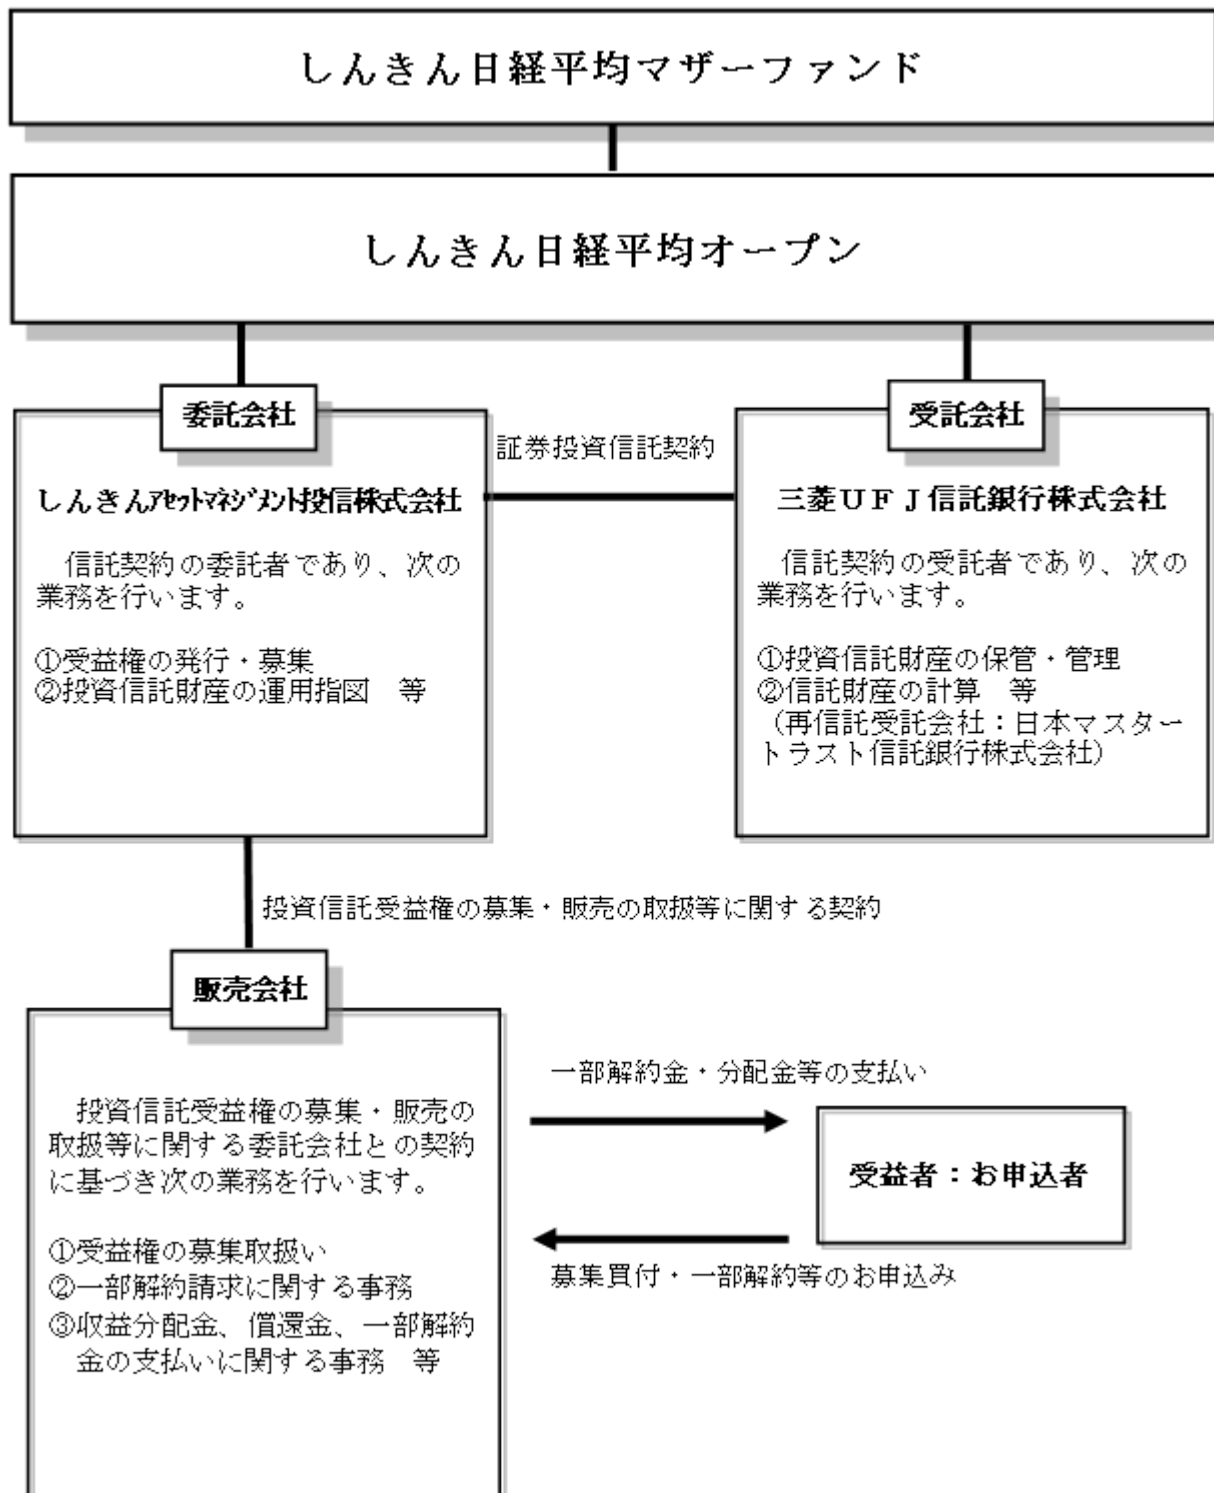 しんきん日経平均マザーファンド
しんきん日経平均オープン
委託会社
しんきんｱｾｯﾄﾏﾈｼﾞﾒﾝﾄ投信株式会社
信託契約の委託者であり、次の
業務を行います。
①受益権の発行・募集
②投資信託財産の運用指図　等
証券投資信託契約
受託会社
三菱ＵＦＪ信託銀行株式会社
信託契約の受託者であり、次の
業務を行います。
①投資信託財産の保管・管理
②信託財産の計算　等
（再信託受託会社：日本マスター
トラスト信託銀行株式会社）
投資信託受益権の募集・販売の取扱等に関する契約
販売会社
投資信託受益権の募集・販売の
取扱等に関する委託会社との契約
に基づき次の業務を行います。
①受益権の募集取扱い
②一部解約請求に関する事務
③収益分配金、償還金、一部解約
金の支払いに関する事務　等
一部解約金・分配金等の支払い
受益者：お申込者
募集買付・一部解約等のお申込み